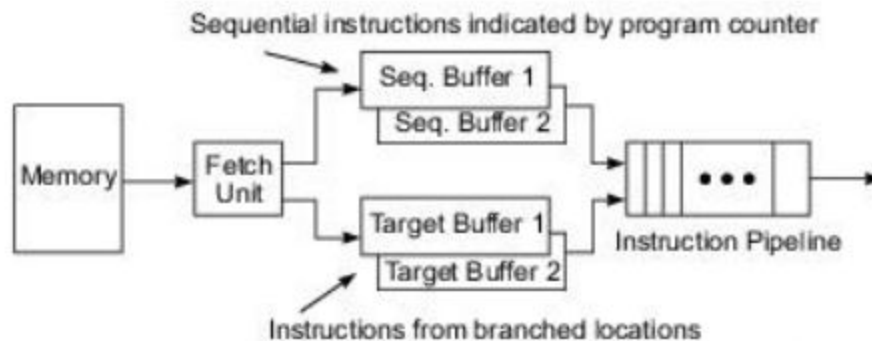 Sequential instructions indicated by program counter
Seq. Buffer 1
Seq. Buffer 2
Memory
Fetch
Unit
Target Buffer 1
Target Buffer 2
Instruction Pipeline
Instructions from branched locations